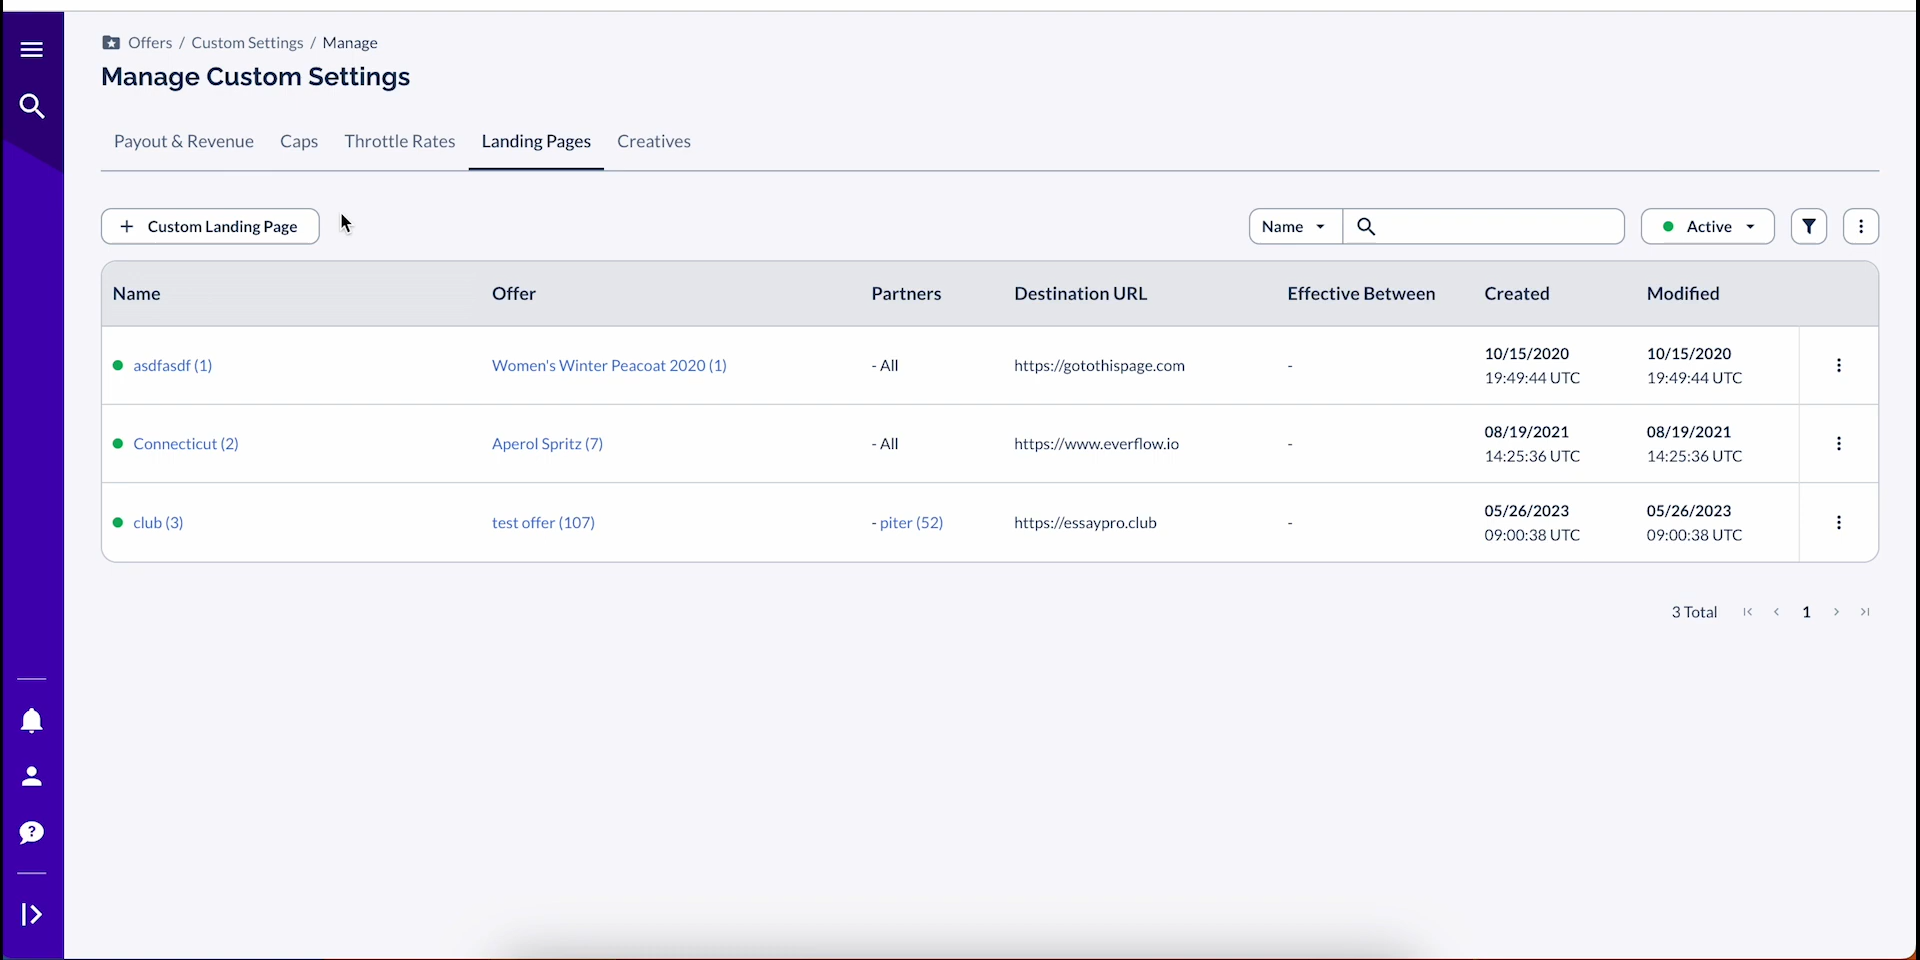 Offers / Custom Settings / Manage
Manage Custom Settings
Payout & Revenue Caps Throttle Rates Landing Pages Creatives
+ Custom Landing Page Name Active
Name Offer Partners Destination URL Effective Between Created Modified
asdfasdf (1) Women's Winter Peacoat 2020 (1) - All https://gotothispage.com - 10/15/2020 10/15/2020
19:49:44 UTC 19:49:44 UTC
Connecticut (2) Aperol Spritz (7) - All https://www.everflow.io - 08/19/2021 08/19/2021
14:25:36 UTC 14:25:36 UTC
club (3) test offer (107) - piter (52) https://essaypro.club - 05/26/2023 05/26/2023
09:00:38 UTC 09:00:38 UTC
3 Total 1